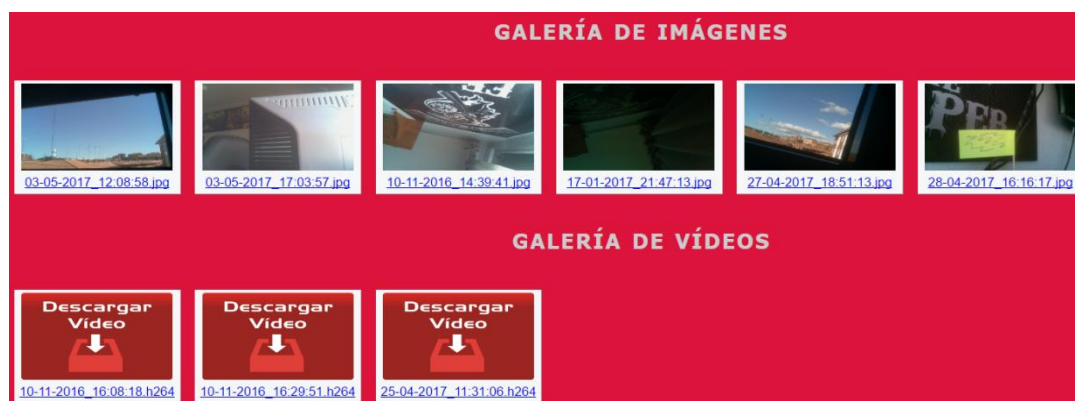 GALERÍA DE IMÁGENES
03-05-2017_12:08:58.jpg
03-05-2017_17:03:57.jpg
10-11-2016_14:39:41.jpg
17-01-2017_21:47:13.jpg
27-04-2017_18:51:13.jpg
28-04-2017_16:16:17.jpg
GALERÍA DE VÍDEOS
Descargar
Vídeo
Descargar
Vídeo
Descargar
Vídeo
10-11-2016_16:08:18.h264
10-11-2016_16:29:51.h264
25-04-2017_11:31:06.h264